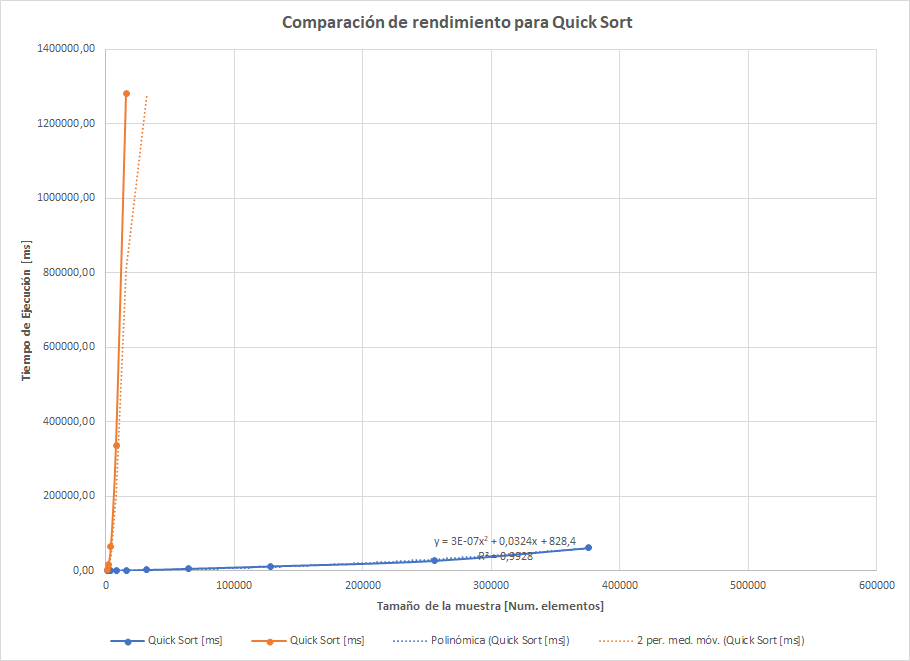 Comparación de rendimiento para Quick Sort
1400000,00
1200000,00
1000000,00
800000,00
600000,00
400000,00
200000,00
0,00
Tiempo de Ejecución [ms]
y = 3E-07x² + 0,0324x + 828,4
R² = 0,9928
0 100000 200000 300000 400000 500000 600000
Tamaño de la muestra [Num. elementos]
Quick Sort [ms] Quick Sort [ms] Polinómica (Quick Sort [ms]) 2 per. med. móv. (Quick Sort [ms])